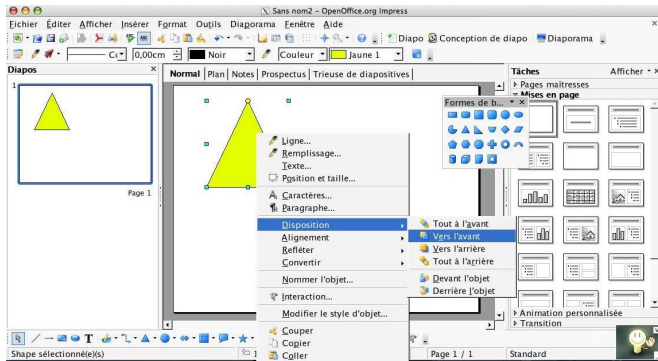 Sans nom2 - OpenOffice.org Impress
Fichier Éditer Afficher Insérer Format Outils Diaporama Fenêtre Aide
Diapo Conception de diapo Diaporama
0,00cm Noir Couleur Jaune 1
Diapos
Normal Plan Notes Prospectus Trieuse de diapositives
Tâches Afficher
Pages maîtresses
Mises en page
Formes de b...
1
Page 1
Ligne...
Remplissage...
Texte...
Position et taille...
Caractères...
Paragraphe...
Disposition
Alignement
Refléter
Convertir
Nommer l'objet...
Interaction...
Modifier le style d'objet...
Couper
Copier
Coller
Tout à l'avant
Vers l'avant
Vers l'arrière
Tout à l'arrière
Devant l'objet
Derrière l'objet
Animation personnalisée
Transition
Shape sélectionné(e)(s)
Page 1 / 1
Standard